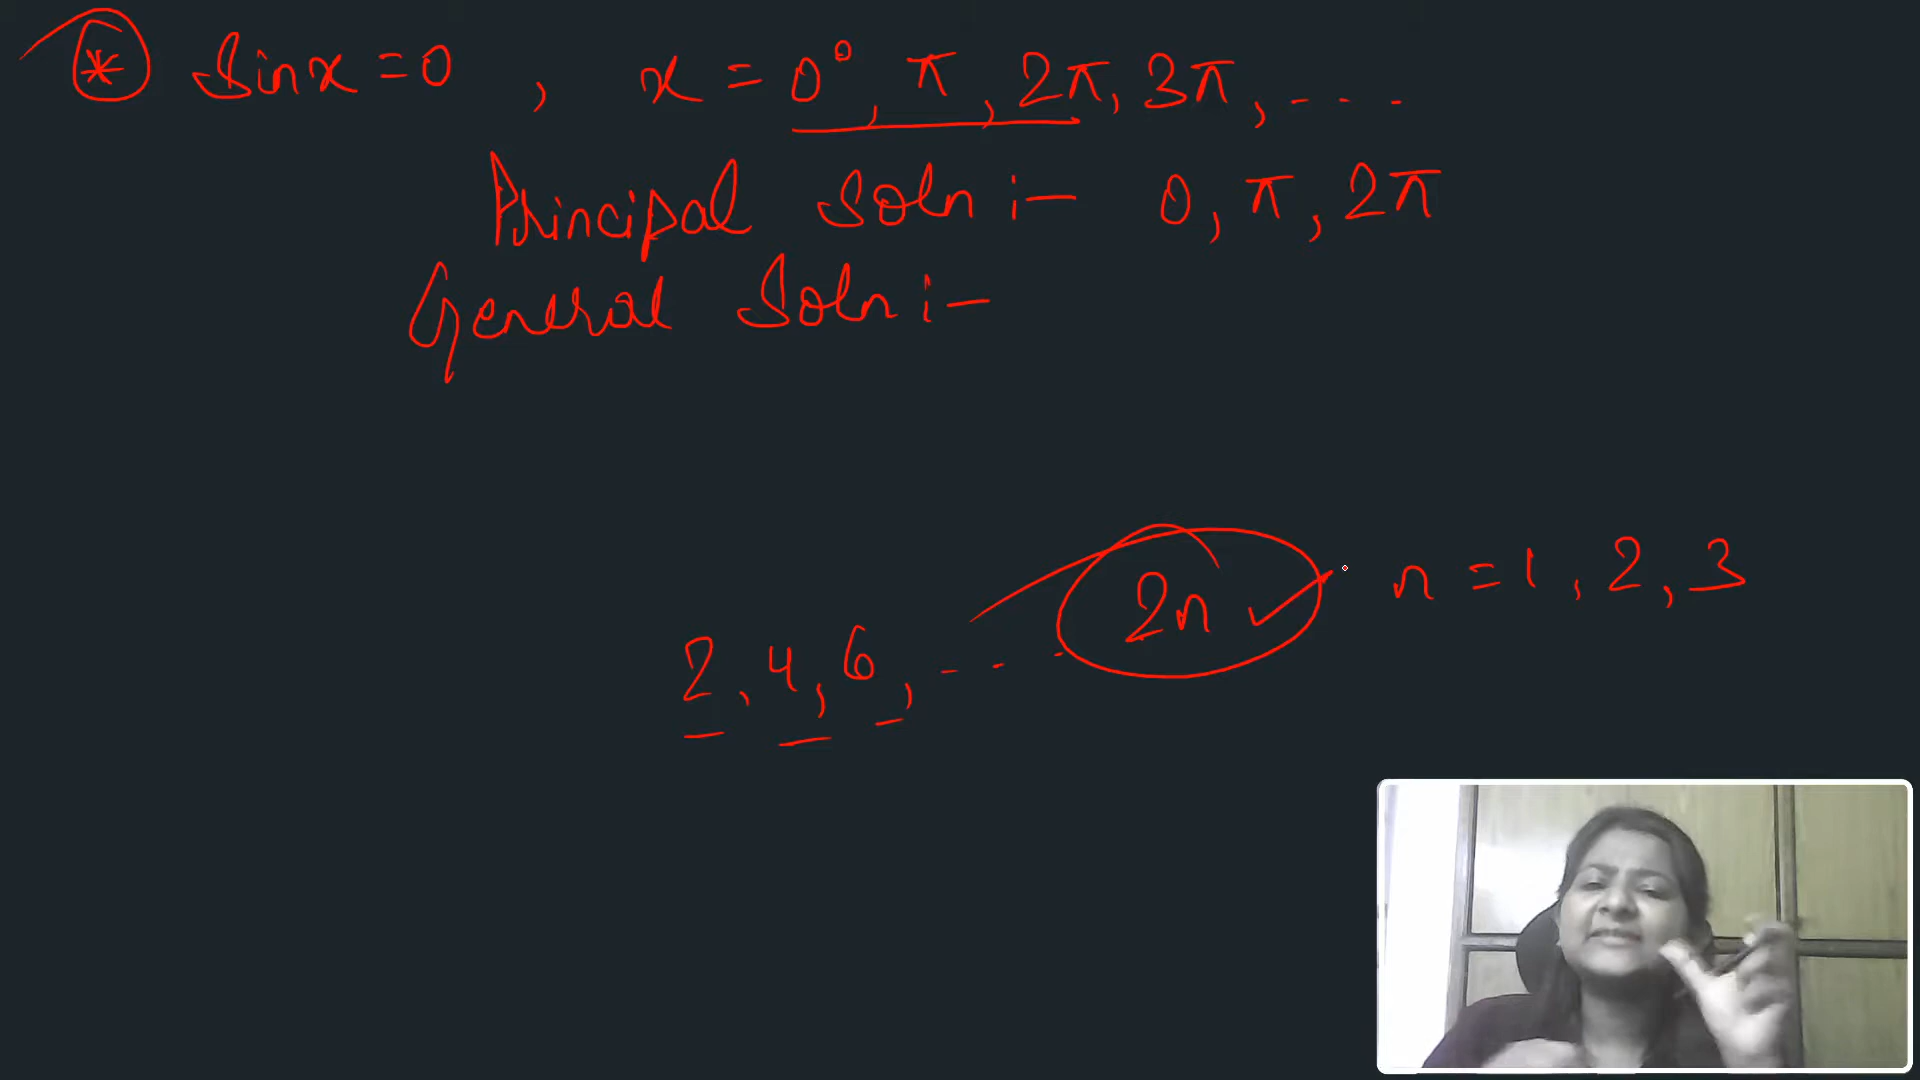 * Sinx = 0 , x = 0°, π, 2π, 3π, ....
Principal Soln :- 0, π, 2π
General Soln :-
2n ✓ n = 1, 2, 3
2, 4, 6, ....